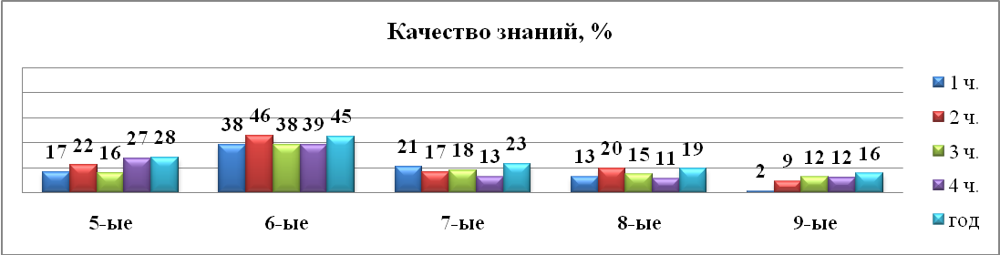 Качество знаний, %
17 22 16 27 28 38 46 38 39 45 21 17 18 13 23 13 20 15 11 19 2 9 12 12 16
5-ые 6-ые 7-ые 8-ые 9-ые
1 ч.
2 ч.
3 ч.
4 ч.
год